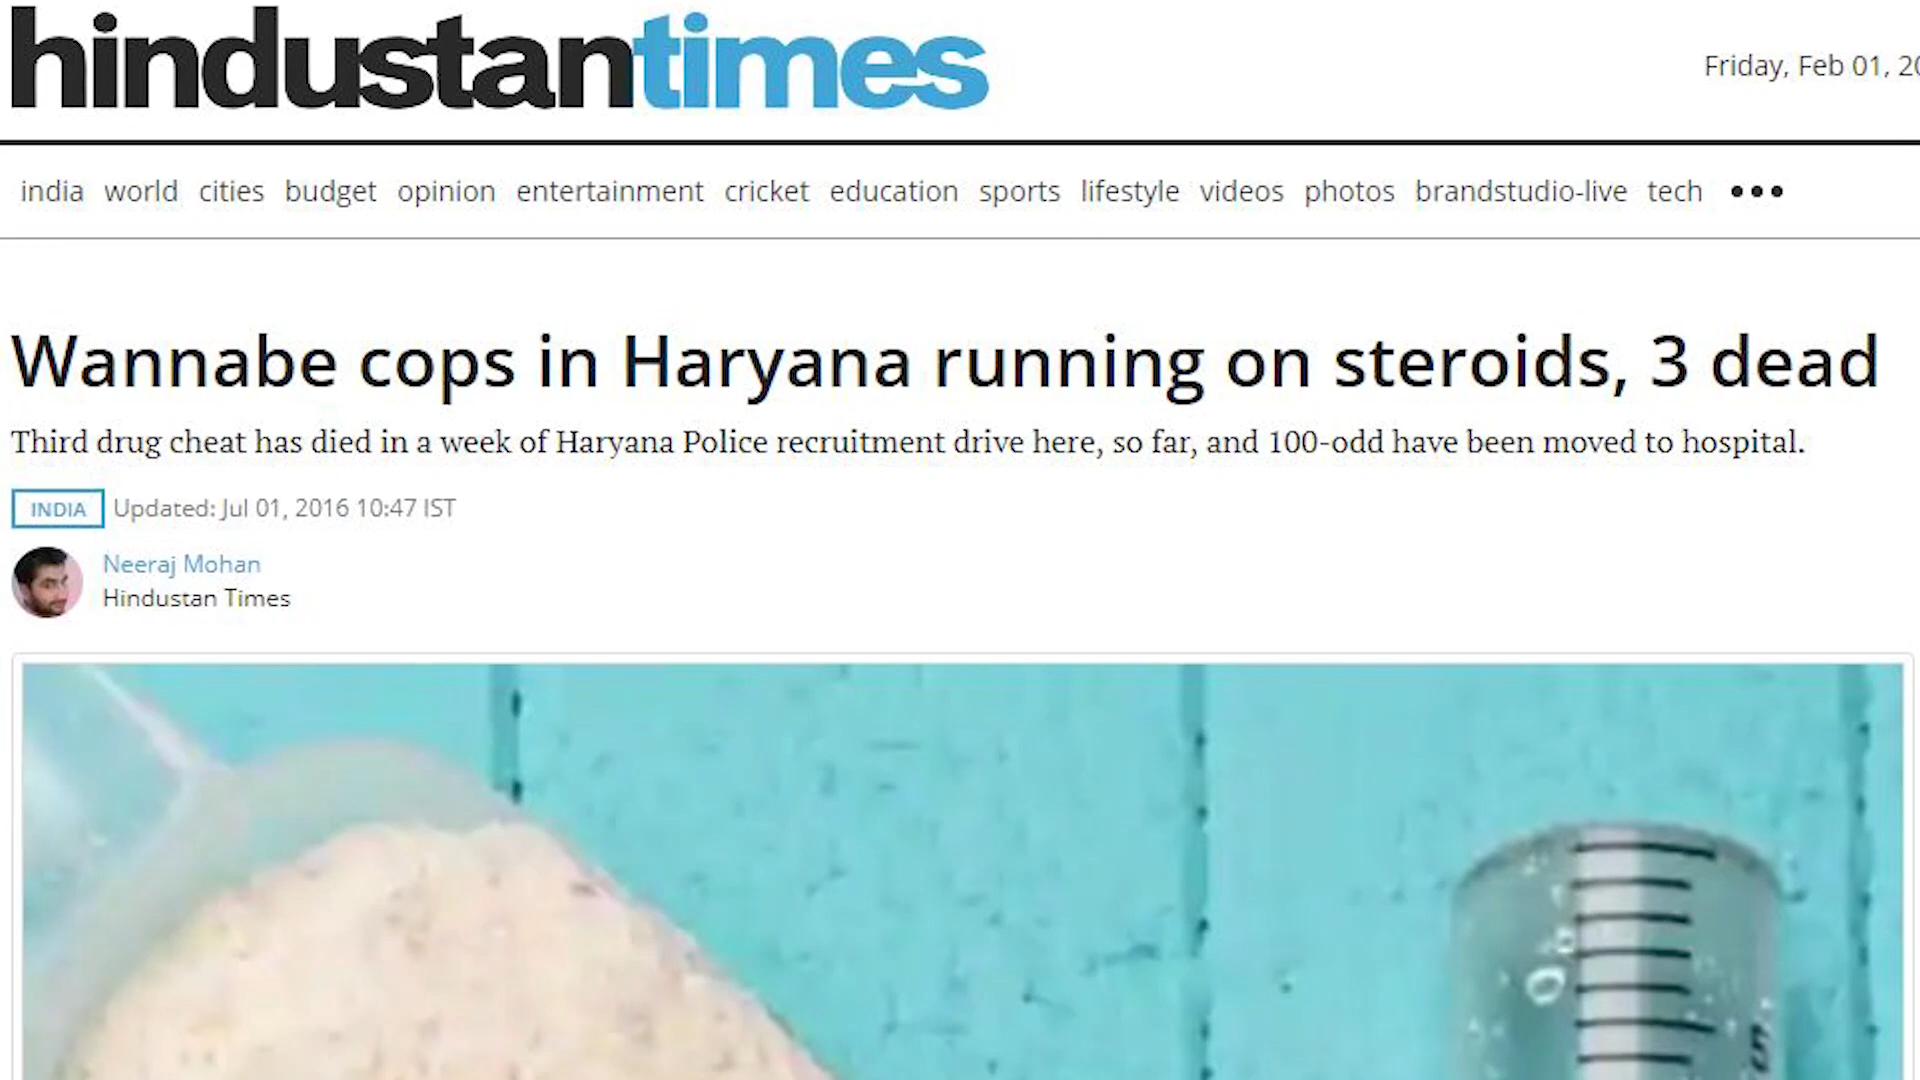 hindustantimes
Friday, Feb 01, 20
india world cities budget opinion entertainment cricket education sports lifestyle videos photos brandstudio-live tech •••
Wannabe cops in Haryana running on steroids, 3 dead
Third drug cheat has died in a week of Haryana Police recruitment drive here, so far, and 100-odd have been moved to hospital.
INDIA Updated: Jul 01, 2016 10:47 IST
Neeraj Mohan
Hindustan Times
5